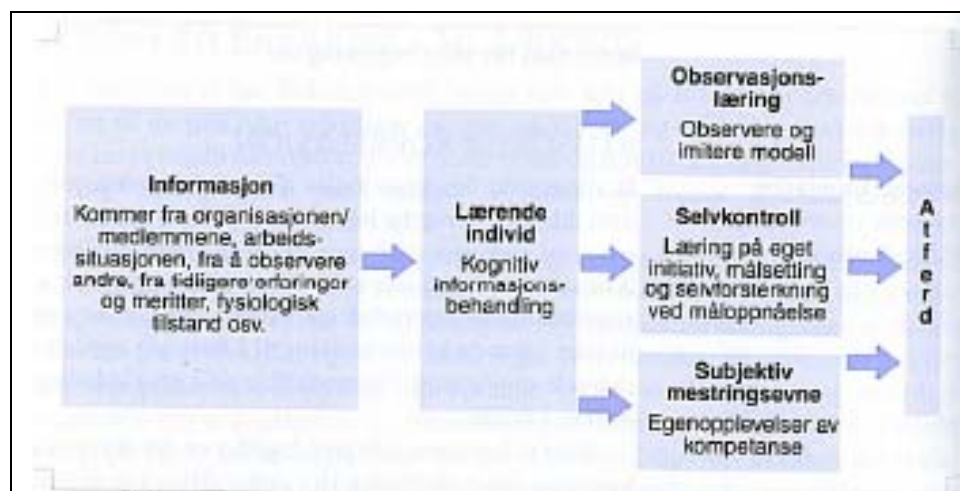 Informasjon
Kommer fra organisasjonen/
medlemmene, arbeids-
situasjonen, fra å observere
andre, fra tidligere erfaringer
og meritter, fysiologisk
tilstand osv.
Lærende
individ
Kognitiv
informasjons-
behandling
Observasjons-
læring
Observere og
imitere modell
Selvkontroll
Læring på eget
initiativ, målsetting
og selvforsterkning
ved måloppnåelse
Subjektiv
mestringsevne
Egenopplevelser av
kompetanse
Atferd